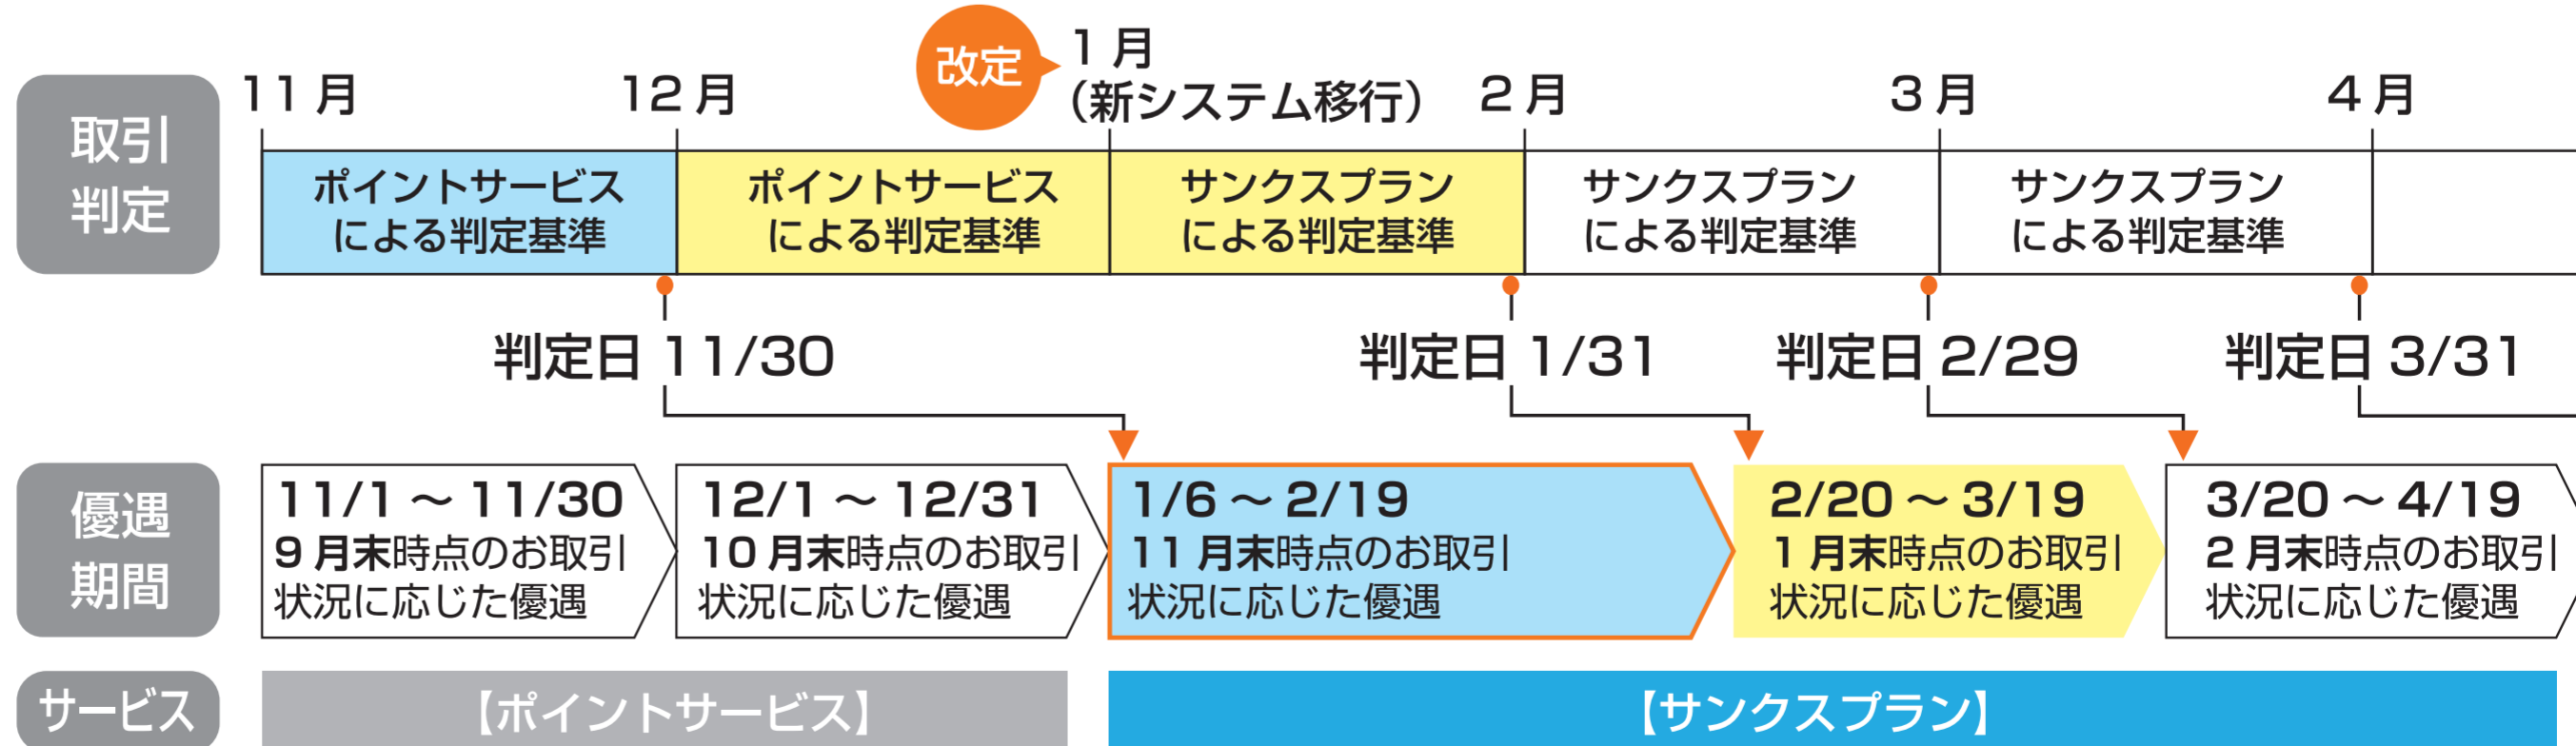 改定
1月
11月
12月
(新システム移行)
2月
3月
4月
取引
判定
ポイントサービス
による判定基準
ポイントサービス
による判定基準
サンクスプラン
による判定基準
サンクスプラン
による判定基準
サンクスプラン
による判定基準
判定日 11/30
判定日 1/31
判定日 2/29
判定日 3/31
優遇
期間
11/1～11/30
9月末時点のお取引
状況に応じた優遇
12/1～12/31
10月末時点のお取引
状況に応じた優遇
1/6～2/19
11月末時点のお取引
状況に応じた優遇
2/20～3/19
1月末時点のお取引
状況に応じた優遇
3/20～4/19
2月末時点のお取引
状況に応じた優遇
サービス
【ポイントサービス】
【サンクスプラン】